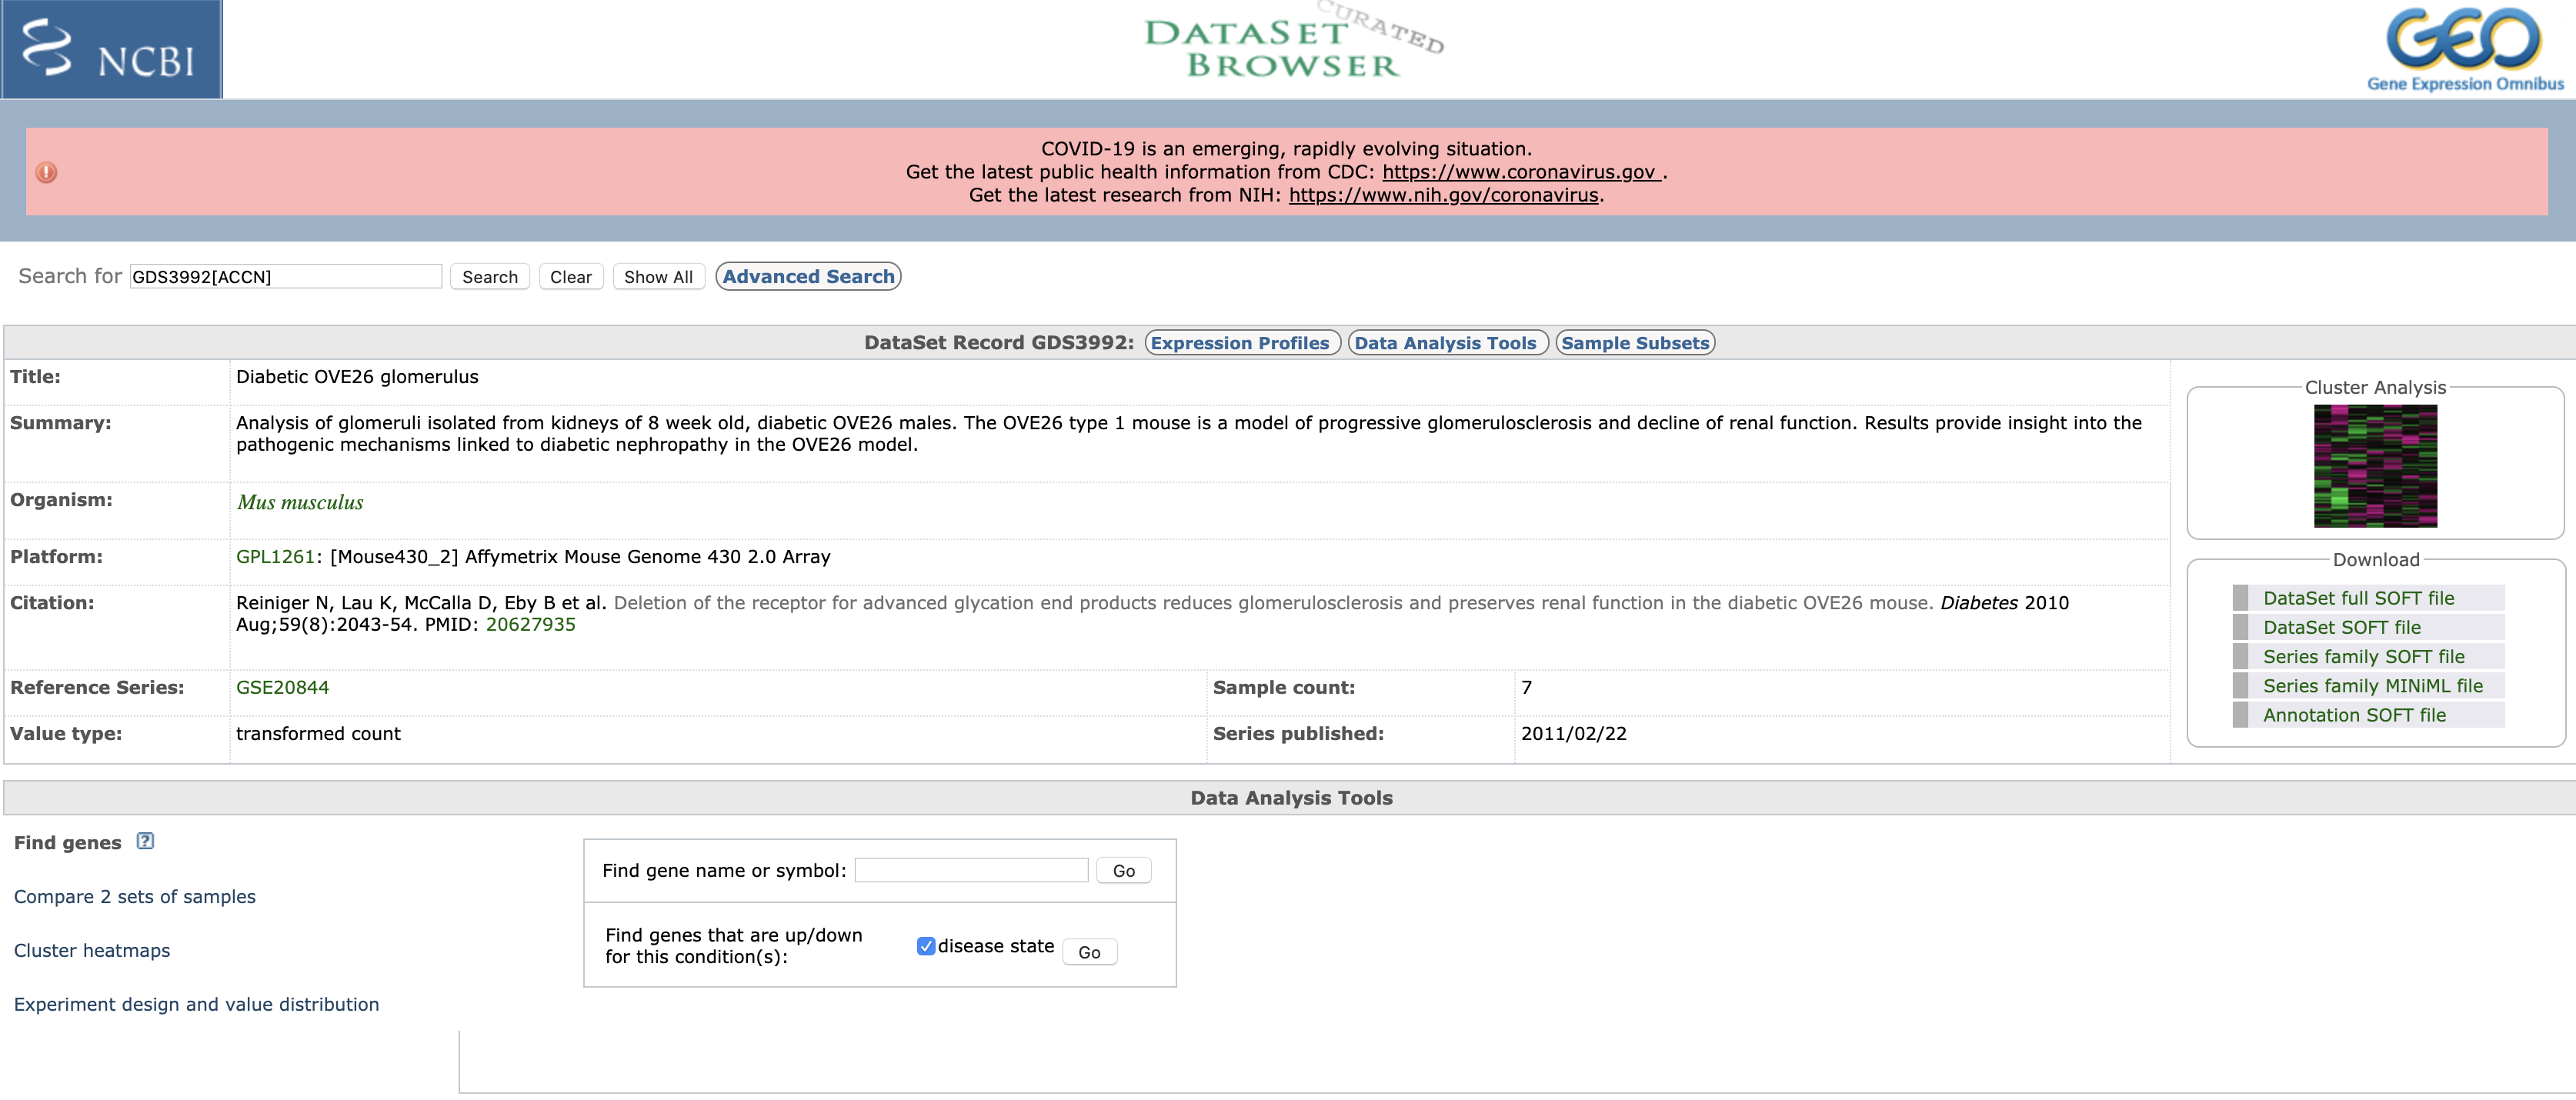 NCBI
DATASET
BROWSER
CURATED
GEO
Gene Expression Omnibus
COVID-19 is an emerging, rapidly evolving situation.
Get the latest public health information from CDC: https://www.coronavirus.gov .
Get the latest research from NIH: https://www.nih.gov/coronavirus.
Search for GDS3992[ACCN] Search Clear Show All Advanced Search
DataSet Record GDS3992: Expression Profiles Data Analysis Tools Sample Subsets
Title: Diabetic OVE26 glomerulus
Summary: Analysis of glomeruli isolated from kidneys of 8 week old, diabetic OVE26 males. The OVE26 type 1 mouse is a model of progressive glomerulosclerosis and decline of renal function. Results provide insight into the
pathogenic mechanisms linked to diabetic nephropathy in the OVE26 model.
Organism: Mus musculus
Platform: GPL1261: [Mouse430_2] Affymetrix Mouse Genome 430 2.0 Array
Citation: Reiniger N, Lau K, McCalla D, Eby B et al. Deletion of the receptor for advanced glycation end products reduces glomerulosclerosis and preserves renal function in the diabetic OVE26 mouse. Diabetes 2010
Aug;59(8):2043-54. PMID: 20627935
Reference Series: GSE20844 Sample count: 7
Value type: transformed count Series published: 2011/02/22
Cluster Analysis
Download
DataSet full SOFT file
DataSet SOFT file
Series family SOFT file
Series family MINiML file
Annotation SOFT file
Data Analysis Tools
Find genes ?
Compare 2 sets of samples
Cluster heatmaps
Experiment design and value distribution
Find gene name or symbol: Go
Find genes that are up/down
for this condition(s): disease state Go